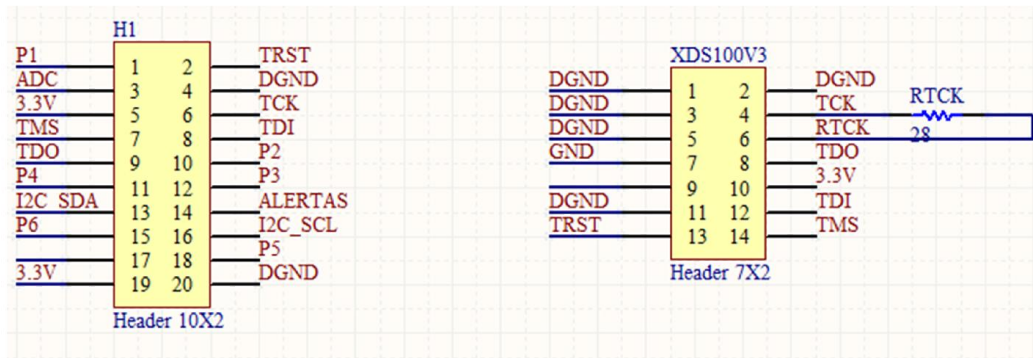 H1
P1 1 2 TRST
ADC 3 4 DGND
3.3V 5 6 TCK
TMS 7 8 TDI
TDO 9 10 P2
P4 11 12 P3
I2C_SDA 13 14 ALERTAS
P6 15 16 I2C_SCL
17 18 P5
3.3V 19 20 DGND
Header 10X2
XDS100V3
DGND 1 2 DGND
DGND 3 4 TCK RTCK
DGND 5 6 RTCK 28
GND 7 8 TDO
9 10 3.3V
DGND 11 12 TDI
TRST 13 14 TMS
Header 7X2